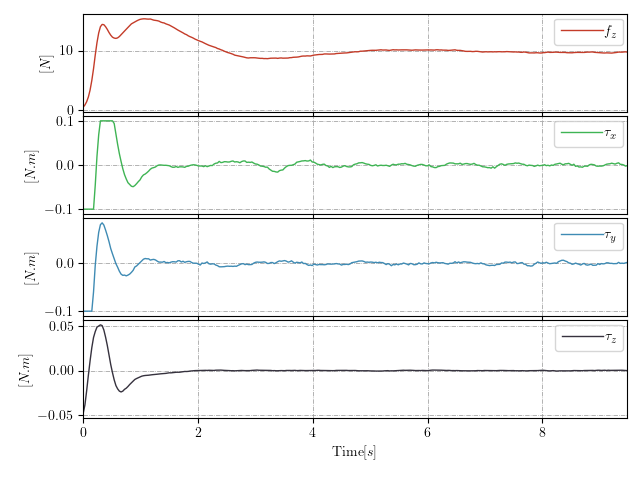 10
0
[N]
f_z
0.1
0.0
−0.1
[N.m]
τ_x
0.0
−0.1
[N.m]
τ_y
0.05
0.00
−0.05
[N.m]
τ_z
0 2 4 6 8
Time[s]